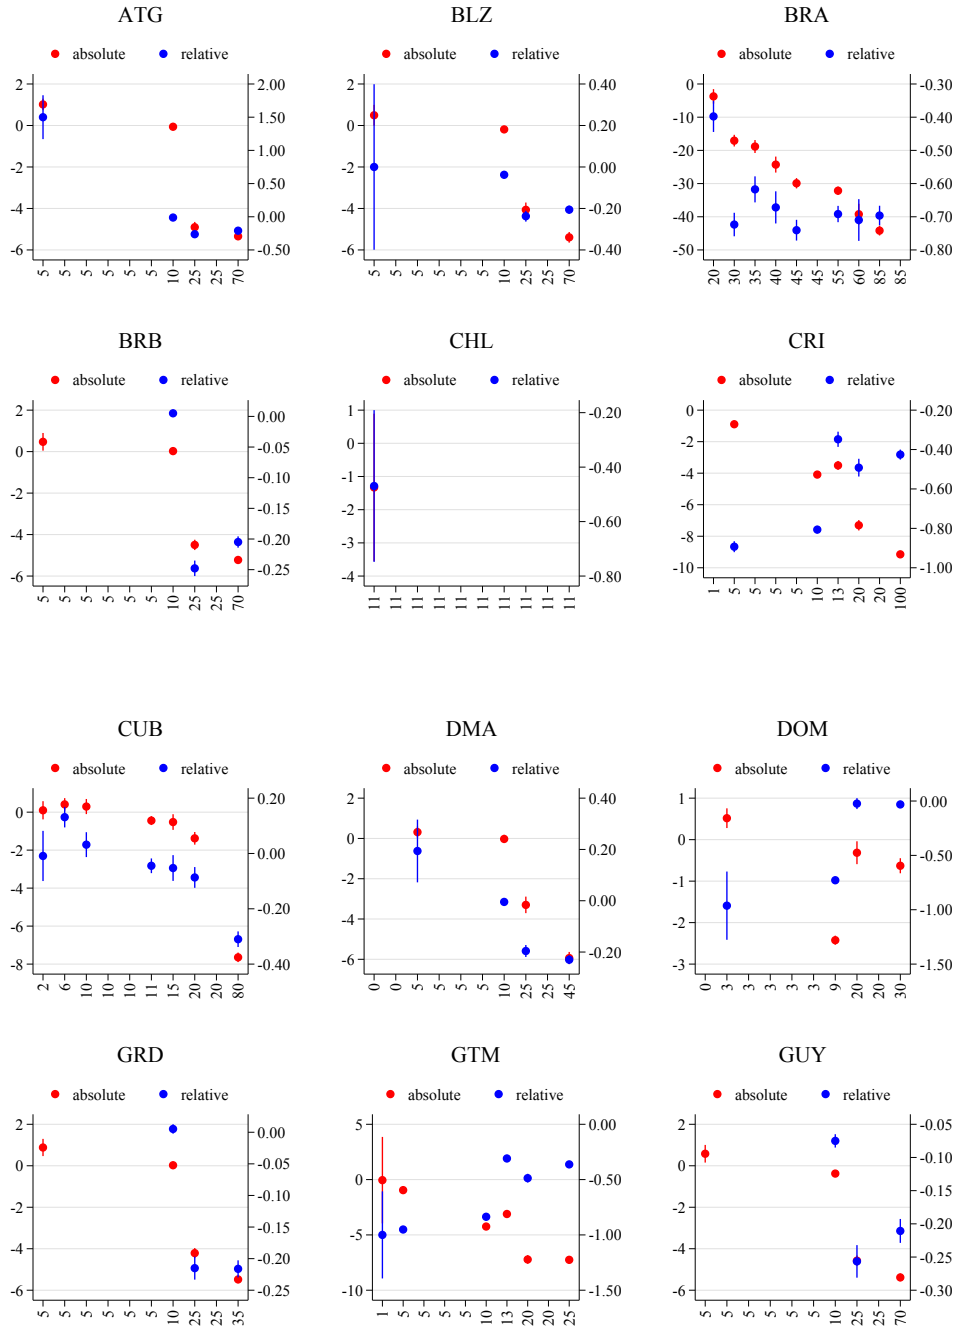 ATG
absolute relative
2 0 -2 -4 -6
2.00 1.50 1.00 0.50 0.00 -0.50
5 5 5 5 5 5 10 25 25 70
BLZ
absolute relative
2 0 -2 -4 -6
0.40 0.20 0.00 -0.20 -0.40
5 5 5 5 5 5 10 25 25 70
BRA
absolute relative
0 -10 -20 -30 -40 -50
-0.30 -0.40 -0.50 -0.60 -0.70 -0.80
20 30 35 40 45 45 55 60 85 85
BRB
absolute relative
2 0 -2 -4 -6
0.00 -0.05 -0.10 -0.15 -0.20 -0.25
5 5 5 5 5 5 10 25 25 70
CHL
absolute relative
1 0 -1 -2 -3 -4
-0.20 -0.40 -0.60 -0.80
11 11 11 11 11 11 11 11 11 11
CRI
absolute relative
0 -2 -4 -6 -8 -10
-0.20 -0.40 -0.60 -0.80 -1.00
1 5 5 5 5 10 13 20 20 100
CUB
absolute relative
0 -2 -4 -6 -8
0.20 0.00 -0.20 -0.40
2 6 10 10 10 11 15 20 20 80
DMA
absolute relative
2 0 -2 -4 -6
0.40 0.20 0.00 -0.20
0 0 5 5 5 5 10 25 25 45
DOM
absolute relative
1 0 -1 -2 -3
0.00 -0.50 -1.00 -1.50
0 3 3 3 3 3 9 20 20 30
GRD
absolute relative
2 0 -2 -4 -6
0.00 -0.05 -0.10 -0.15 -0.20 -0.25
5 5 5 5 5 5 10 25 25 35
GTM
absolute relative
5 0 -5 -10
0.00 -0.50 -1.00 -1.50
1 5 5 5 5 10 15 20 20 25
GUY
absolute relative
2 0 -2 -4 -6
-0.05 -0.10 -0.15 -0.20 -0.25 -0.30
5 5 5 5 5 5 10 25 25 70